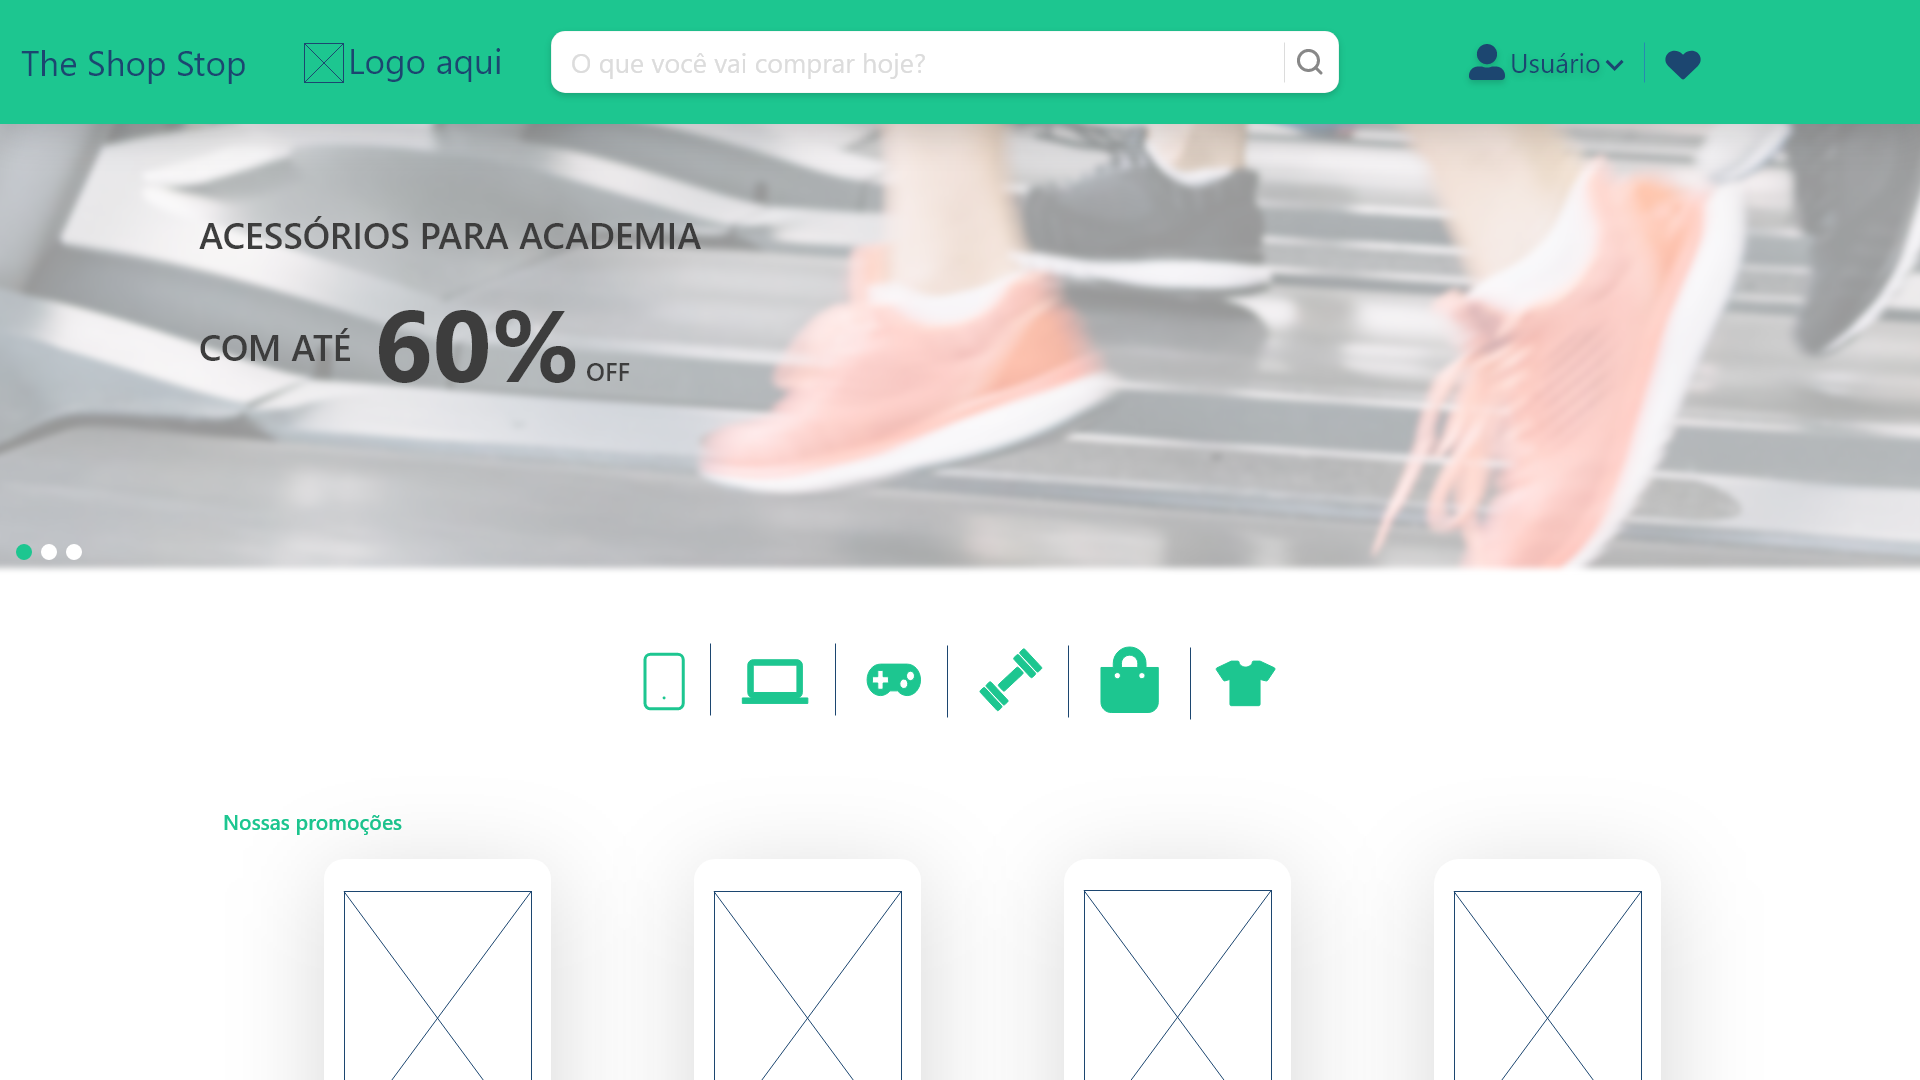 The Shop Stop
Logo aqui
O que você vai comprar hoje?
Usuário
ACESSÓRIOS PARA ACADEMIA
COM ATÉ 60% OFF
Nossas promoções